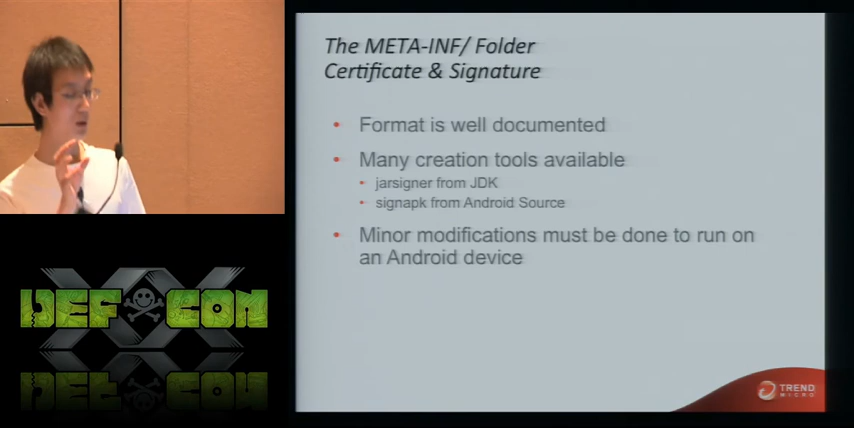 The META-INF/ Folder
Certificate & Signature
• Format is well documented
• Many creation tools available
• jarsigner from JDK
• signapk from Android Source
• Minor modifications must be done to run on
an Android device
DEF CON
XX
TREND
MICRO